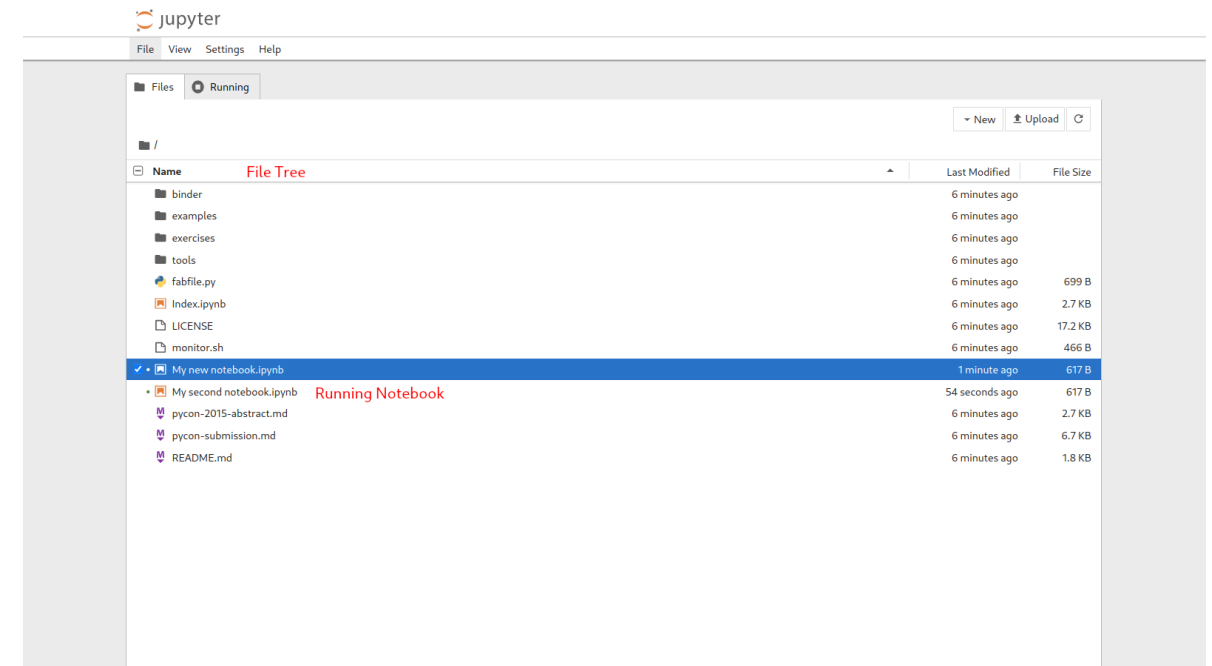 jupyter
File View Settings Help
Files Running
New Upload
/
Name File Tree Last Modified File Size
binder 6 minutes ago
examples 6 minutes ago
exercises 6 minutes ago
tools 6 minutes ago
fabfile.py 6 minutes ago 699 B
Index.ipynb 6 minutes ago 2.7 KB
LICENSE 6 minutes ago 17.2 KB
monitor.sh 6 minutes ago 466 B
My new notebook.ipynb 1 minute ago 617 B
My second notebook.ipynb Running Notebook 54 seconds ago 617 B
pycon-2015-abstract.md 6 minutes ago 2.7 KB
pycon-submission.md 6 minutes ago 6.7 KB
README.md 6 minutes ago 1.8 KB